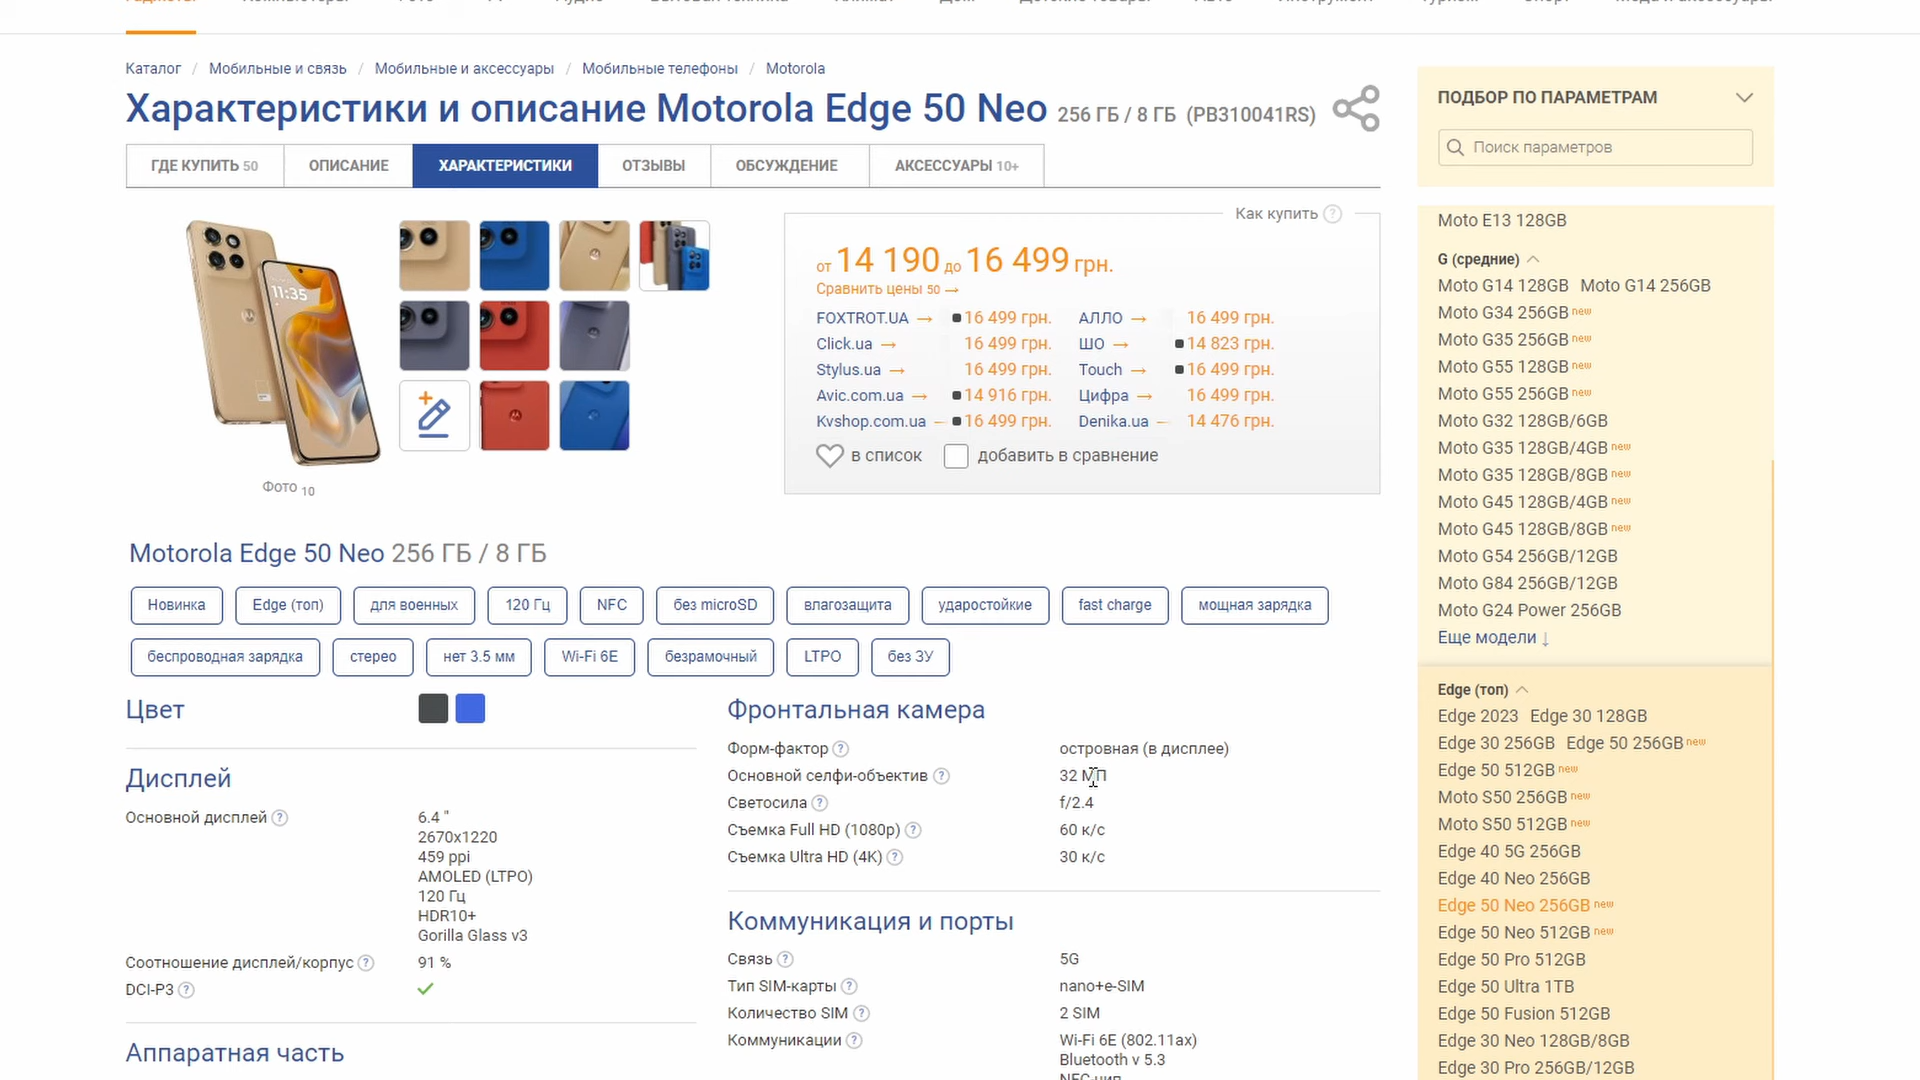 Каталог / Мобильные и связь / Мобильные и аксессуары / Мобильные телефоны / Motorola
Характеристики и описание Motorola Edge 50 Neo 256 ГБ / 8 ГБ (PB310041RS)
ГДЕ КУПИТЬ 50 ОПИСАНИЕ ХАРАКТЕРИСТИКИ ОТЗЫВЫ ОБСУЖДЕНИЕ АКСЕССУАРЫ 10+
11:35
Фото 10
Как купить ?
от 14 190 до 16 499 грн.
Сравнить цены 50 →
FOXTROT.UA → 16 499 грн. АЛЛО → 16 499 грн.
Click.ua → 16 499 грн. ШО → 14 823 грн.
Stylus.ua → 16 499 грн. Touch → 16 499 грн.
Avic.com.ua → 14 916 грн. Цифра → 16 499 грн.
Kvshop.com.ua 16 499 грн. Denika.ua 14 476 грн.
в список добавить в сравнение
Motorola Edge 50 Neo 256 ГБ / 8 ГБ
Новинка Edge (топ) для военных 120 Гц NFC без microSD влагозащита ударостойкие fast charge мощная зарядка
беспроводная зарядка стерео нет 3.5 мм Wi-Fi 6E безрамочный LTPO без ЗУ
Цвет
Дисплей
Основной дисплей ? 6.4 "
2670x1220
459 ppi
AMOLED (LTPO)
120 Гц
HDR10+
Gorilla Glass v3
Соотношение дисплей/корпус ? 91 %
DCI-P3 ?
Аппаратная часть
Фронтальная камера
Форм-фактор ? островная (в дисплее)
Основной селфи-объектив ? 32 МП
Светосила ? f/2.4
Съемка Full HD (1080p) ? 60 к/с
Съемка Ultra HD (4K) ? 30 к/с
Коммуникация и порты
Связь ? 5G
Тип SIM-карты ? nano+e-SIM
Количество SIM ? 2 SIM
Коммуникации ? Wi-Fi 6E (802.11ax)
Bluetooth v 5.3
NFC-чип
ПОДБОР ПО ПАРАМЕТРАМ
Поиск параметров
Moto E13 128GB
G (средние)
Moto G14 128GB Moto G14 256GB
Moto G34 256GB new
Moto G35 256GB new
Moto G55 128GB new
Moto G55 256GB new
Moto G32 128GB/6GB
Moto G35 128GB/4GB new
Moto G35 128GB/8GB new
Moto G45 128GB/4GB new
Moto G45 128GB/8GB new
Moto G54 256GB/12GB
Moto G84 256GB/12GB
Moto G24 Power 256GB
Еще модели ↓
Edge (топ)
Edge 2023 Edge 30 128GB
Edge 30 256GB Edge 50 256GB new
Edge 50 512GB new
Moto S50 256GB new
Moto S50 512GB new
Edge 40 5G 256GB
Edge 40 Neo 256GB
Edge 50 Neo 256GB new
Edge 50 Neo 512GB new
Edge 50 Pro 512GB
Edge 50 Ultra 1TB
Edge 50 Fusion 512GB
Edge 30 Neo 128GB/8GB
Edge 30 Pro 256GB/12GB